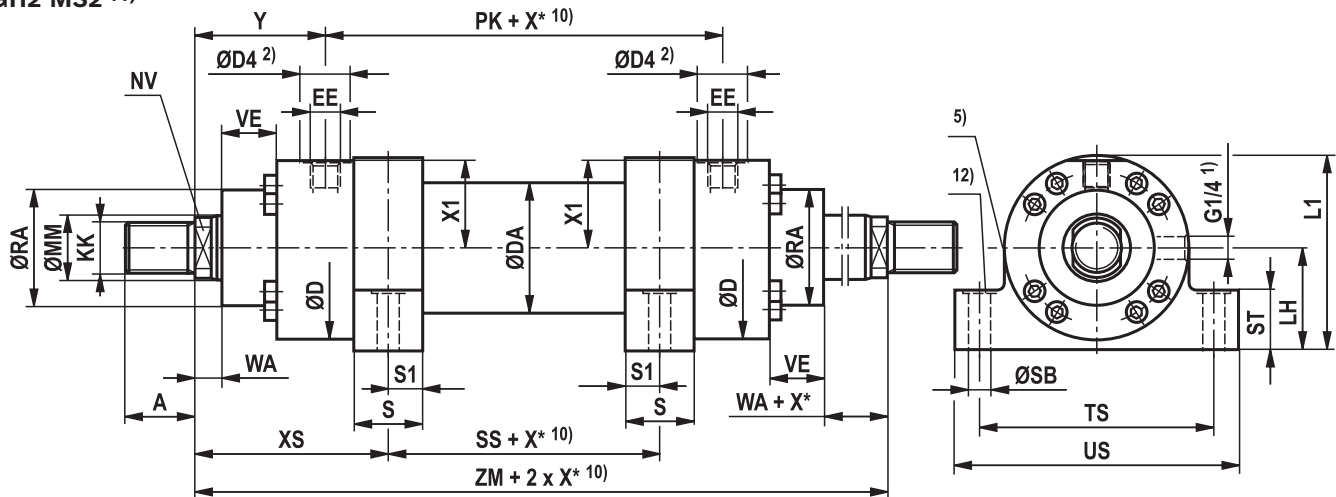 MS2
Y
PK + X* 10)
ØD4 2)
ØD4 2)
NV
EE
EE
VE
5)
12)
G1/4 1)
L1
X1
X1
ØRA
ØMM
KK
ØDA
ØRA
ØD
ØD
ST
LH
WA
S1
S1
VE
ØSB
A
S
S
WA + X*
TS
XS
SS + X* 10)
US
ZM + 2 x X* 10)